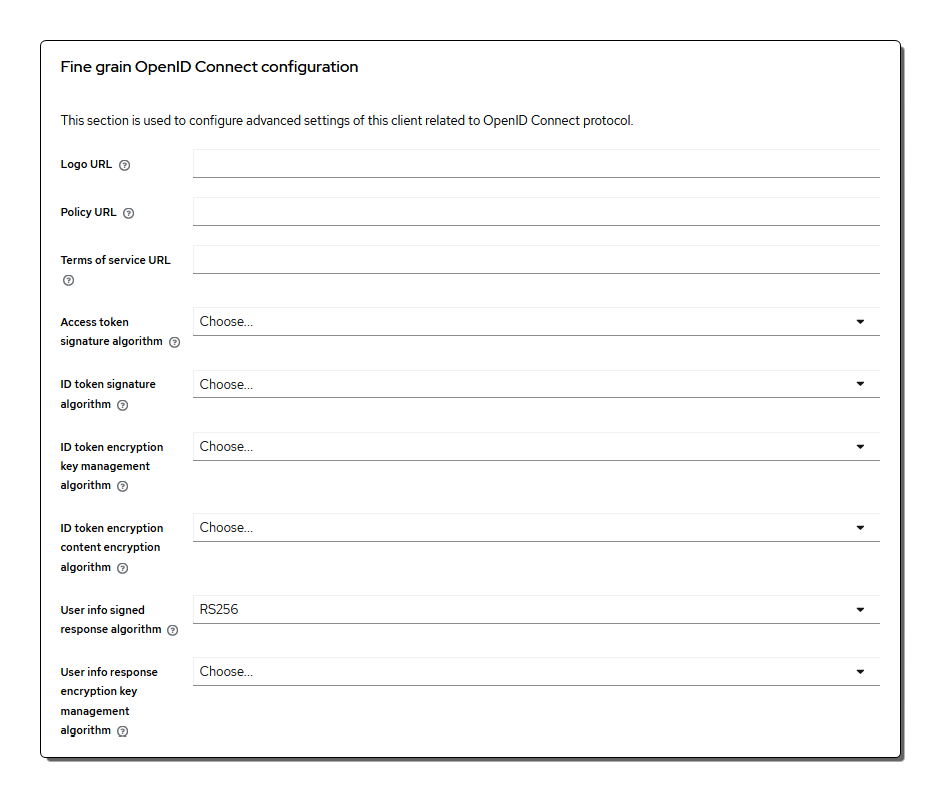 Fine grain OpenID Connect configuration
This section is used to configure advanced settings of this client related to OpenID Connect protocol.
Logo URL
Policy URL
Terms of service URL
Access token
signature algorithm
Choose...
ID token signature
algorithm
Choose...
ID token encryption
key management
algorithm
Choose...
ID token encryption
content encryption
algorithm
Choose...
User info signed
response algorithm
RS256
User info response
encryption key
management
algorithm
Choose...